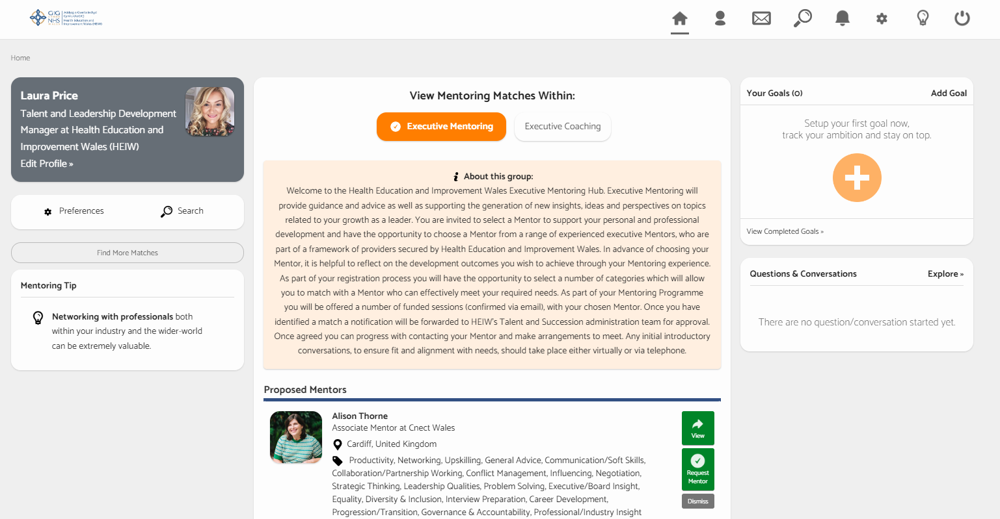 GIG
CYMRU
NHS
WALES
Addysg a Gwella Iechyd
Cymru (AaGIC)
Health Education and
Improvement Wales (HEIW)
Home
Laura Price
Talent and Leadership Development
Manager at Health Education and
Improvement Wales (HEIW)
Edit Profile »
Preferences
Search
Find More Matches
Mentoring Tip
Networking with professionals both
within your industry and the wider-world
can be extremely valuable.
View Mentoring Matches Within:
Executive Mentoring
Executive Coaching
About this group:
Welcome to the Health Education and Improvement Wales Executive Mentoring Hub. Executive Mentoring will
provide guidance and advice as well as supporting the generation of new insights, ideas and perspectives on topics
related to your growth as a leader. You are invited to select a Mentor to support your personal and professional
development and have the opportunity to choose a Mentor from a range of experienced executive Mentors, who are
part of a framework of providers secured by Health Education and Improvement Wales. In advance of choosing your
Mentor, it is helpful to reflect on the development outcomes you wish to achieve through your Mentoring experience.
As part of your registration process you will have the opportunity to select a number of categories which will allow
you to match with a Mentor who can effectively meet your required needs. As part of your Mentoring Programme
you will be offered a number of funded sessions (confirmed via email), with your chosen Mentor. Once you have
identified a match a notification will be forwarded to HEIW's Talent and Succession administration team for approval.
Once agreed you can progress with contacting your Mentor and make arrangements to meet. Any initial introductory
conversations, to ensure fit and alignment with needs, should take place either virtually or via telephone.
Proposed Mentors
Alison Thorne
Associate Mentor at Cnect Wales
Cardiff, United Kingdom
Productivity, Networking, Upskilling, General Advice, Communication/Soft Skills,
Collaboration/Partnership Working, Conflict Management, Influencing, Negotiation,
Strategic Thinking, Leadership Qualities, Problem Solving, Executive/Board Insight,
Equality, Diversity & Inclusion, Interview Preparation, Career Development,
Progression/Transition, Governance & Accountability, Professional/Industry Insight
View
Request
Mentor
Dismiss
Your Goals (0)
Add Goal
Setup your first goal now,
track your ambition and stay on top.
View Completed Goals »
Questions & Conversations
Explore »
There are no question/conversation started yet.